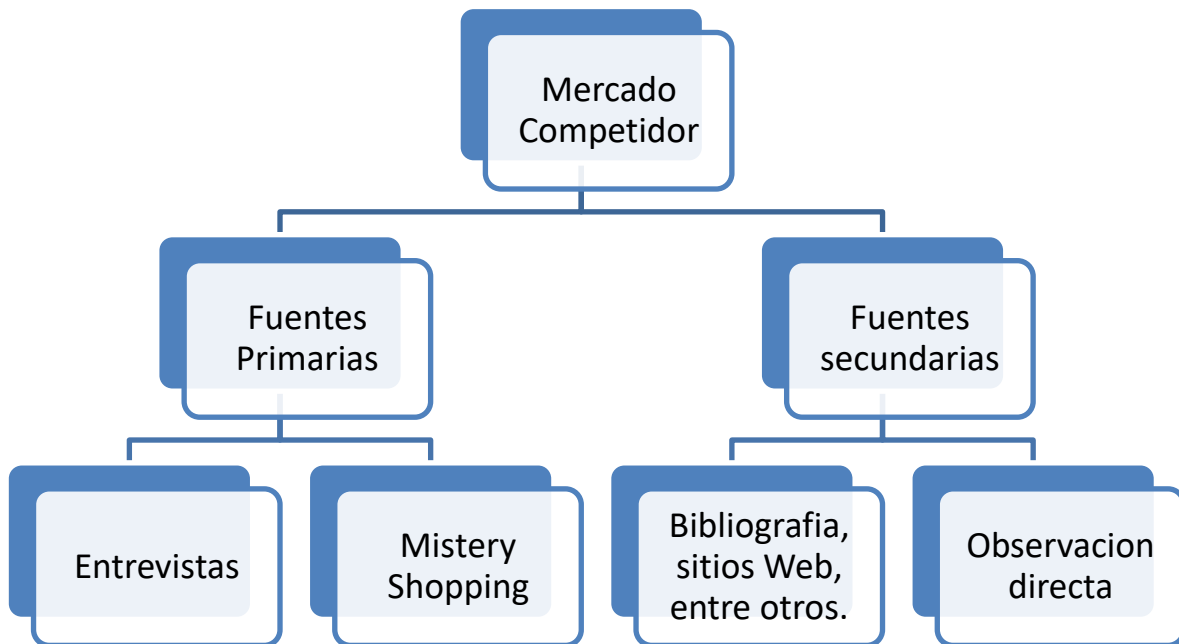 Mercado
Competidor
Fuentes
Primarias
Fuentes
secundarias
Entrevistas
Mistery
Shopping
Bibliografia,
sitios Web,
entre otros.
Observacion
directa